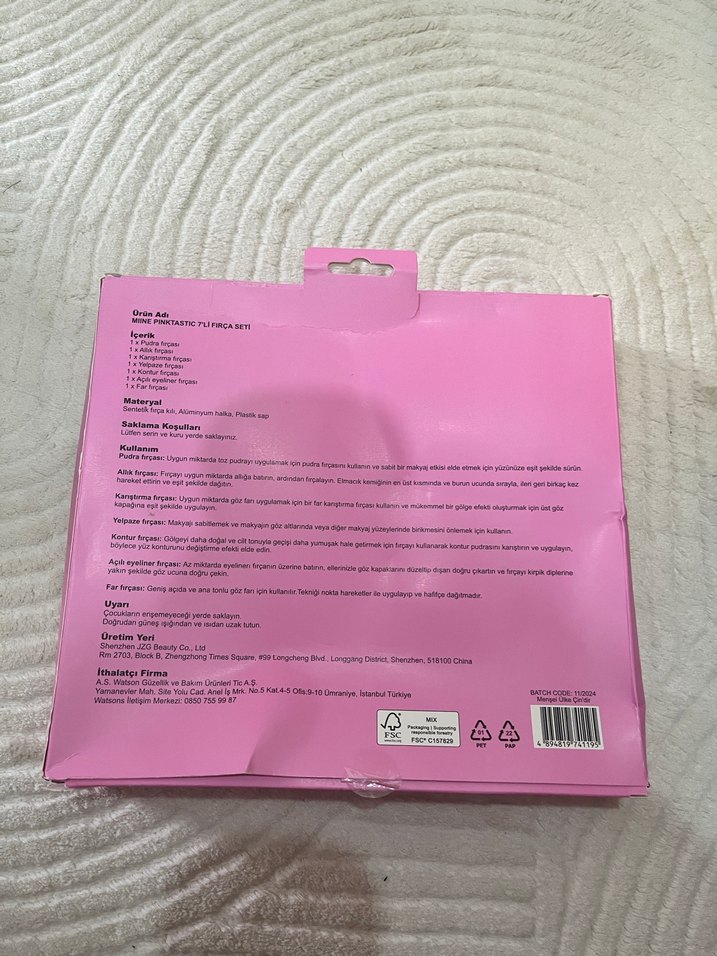 Ürün Adı
MIINE PINKTASTIC 7'Lİ FIRÇA SETİ
İçerik
1 x Pudra fırçası
1 x Allık fırçası
1 x Karıştırma fırçası
1 x Yelpaze fırçası
1 x Kontur fırçası
1 x Açılı eyeliner fırçası
1 x Far fırçası
Materyal
Sentetik fırça kılı, Alüminyum halka, Plastik sap
Saklama Koşulları
Lütfen serin ve kuru yerde saklayınız.
Kullanım
Pudra fırçası: Uygun miktarda toz pudrayı uygulamak için pudra fırçasını kullanın ve sabit bir makyaj etkisi elde etmek için yüzünüze eşit şekilde sürün.
Allık fırçası: Fırçayı uygun miktarda allığa batırın, ardından fırçalayın. Elmacık kemiğinin en üst kısmında ve burun ucunda sırayla, ileri geri birkaç kez
hareket ettirin ve eşit şekilde dağıtın.
Karıştırma fırçası: Uygun miktarda göz farı uygulamak için bir far karıştırma fırçası kullanın ve mükemmel bir gölge efekti oluşturmak için üst göz
kapağına eşit şekilde uygulayın.
Yelpaze fırçası: Makyajı sabitlemek ve makyajın göz altlarında veya diğer makyaj yüzeylerinde birikmesini önlemek için kullanın.
Kontur fırçası: Gölgeyi daha doğal ve cilt tonuyla geçişi daha yumuşak hale getirmek için fırçayı kullanarak kontur pudrasını karıştırın ve uygulayın,
böylece yüz konturunu değiştirme efekti elde edin.
Açılı eyeliner fırçası: Az miktarda eyelinerı fırçanın üzerine batırın, ellerinizle göz kapaklarını düzeltip dışarı doğru çıkartın ve fırçayı kirpik diplerine
yakın şekilde göz ucuna doğru çekin.
Far fırçası: Geniş açıda ve ana tonlu göz farı için kullanılır.Tekniği nokta hareketler ile uygulayıp ve hafifçe dağıtmadır.
Uyarı
Çocukların erişemeyeceği yerde saklayın.
Doğrudan güneş ışığından ve ısıdan uzak tutun.
Üretim Yeri
Shenzhen JZG Beauty Co., Ltd
Rm 2703, Block B, Zhengzhong Times Square, #99 Longcheng Blvd., Longgang District, Shenzhen, 518100 China
İthalatçı Firma
A.S. Watson Güzellik ve Bakım Ürünleri Tic A.Ş.
Yamanevler Mah. Site Yolu Cad. Anel İş Mrk. No.5 Kat.4-5 Ofis:9-10 Ümraniye, İstanbul Türkiye
Watsons İletişim Merkezi: 0850 755 99 87
FSC
www.fsc.org
MIX
Packaging | Supporting
responsible forestry
FSC® C157829
01
PET
22
PAP
BATCH CODE: 11/2024
Menşei Ülke Çin'dir
4 894819 741195